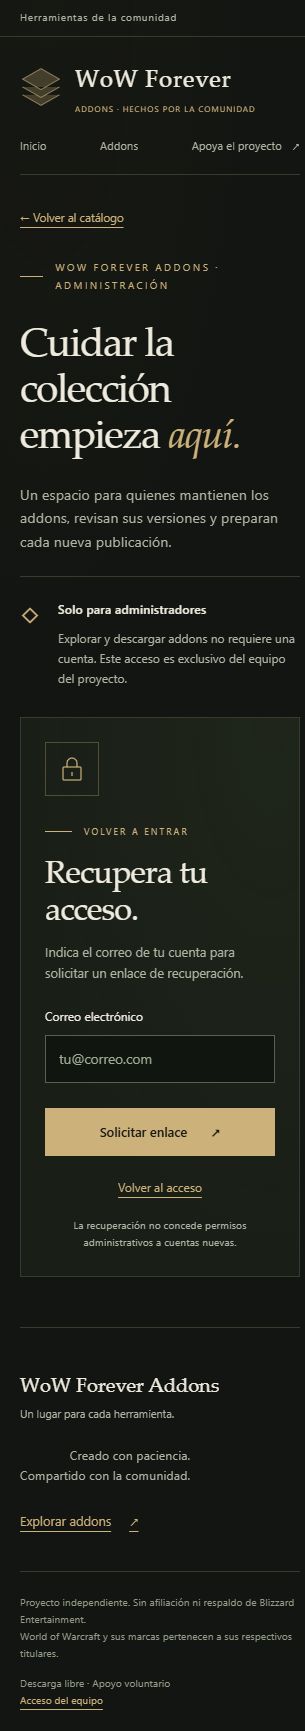 Herramientas de la comunidad
WoW Forever
ADDONS · HECHOS POR LA COMUNIDAD
Inicio Addons Apoya el proyecto ↗
← Volver al catálogo
WOW FOREVER ADDONS ·
ADMINISTRACIÓN
Cuidar la
colección
empieza aquí.
Un espacio para quienes mantienen los
addons, revisan sus versiones y preparan
cada nueva publicación.
Solo para administradores
Explorar y descargar addons no requiere una
cuenta. Este acceso es exclusivo del equipo
del proyecto.
VOLVER A ENTRAR
Recupera tu
acceso.
Indica el correo de tu cuenta para
solicitar un enlace de recuperación.
Correo electrónico
tu@correo.com
Solicitar enlace ↗
Volver al acceso
La recuperación no concede permisos
administrativos a cuentas nuevas.
WoW Forever Addons
Un lugar para cada herramienta.
Creado con paciencia.
Compartido con la comunidad.
Explorar addons ↗
Proyecto independiente. Sin afiliación ni respaldo de Blizzard
Entertainment.
World of Warcraft y sus marcas pertenecen a sus respectivos
titulares.
Descarga libre · Apoyo voluntario
Acceso del equipo